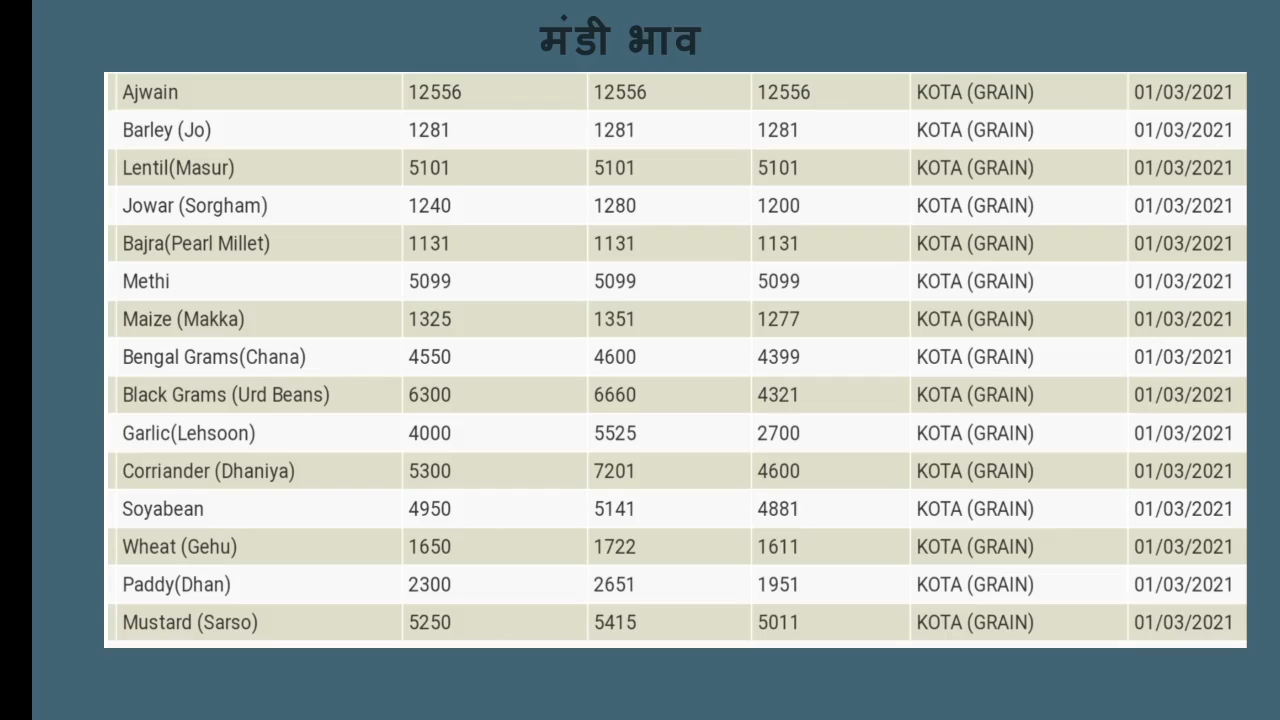 मंडी भाव
Ajwain 12556 12556 12556 KOTA (GRAIN) 01/03/2021
Barley (Jo) 1281 1281 1281 KOTA (GRAIN) 01/03/2021
Lentil(Masur) 5101 5101 5101 KOTA (GRAIN) 01/03/2021
Jowar (Sorgham) 1240 1280 1200 KOTA (GRAIN) 01/03/2021
Bajra(Pearl Millet) 1131 1131 1131 KOTA (GRAIN) 01/03/2021
Methi 5099 5099 5099 KOTA (GRAIN) 01/03/2021
Maize (Makka) 1325 1351 1277 KOTA (GRAIN) 01/03/2021
Bengal Grams(Chana) 4550 4600 4399 KOTA (GRAIN) 01/03/2021
Black Grams (Urd Beans) 6300 6660 4321 KOTA (GRAIN) 01/03/2021
Garlic(Lehsoon) 4000 5525 2700 KOTA (GRAIN) 01/03/2021
Corriander (Dhaniya) 5300 7201 4600 KOTA (GRAIN) 01/03/2021
Soyabean 4950 5141 4881 KOTA (GRAIN) 01/03/2021
Wheat (Gehu) 1650 1722 1611 KOTA (GRAIN) 01/03/2021
Paddy(Dhan) 2300 2651 1951 KOTA (GRAIN) 01/03/2021
Mustard (Sarso) 5250 5415 5011 KOTA (GRAIN) 01/03/2021